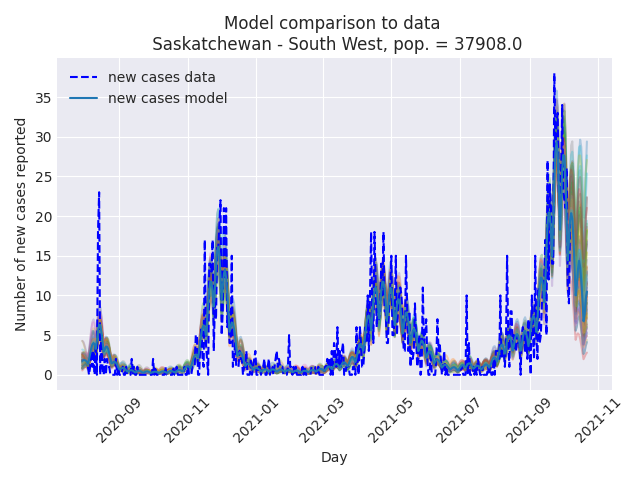 Model comparison to data
Saskatchewan - South West, pop. = 37908.0
new cases data
new cases model
Number of new cases reported
35
30
25
20
15
10
5
0
2020-09
2020-11
2021-01
2021-03
2021-05
2021-07
2021-09
2021-11
Day